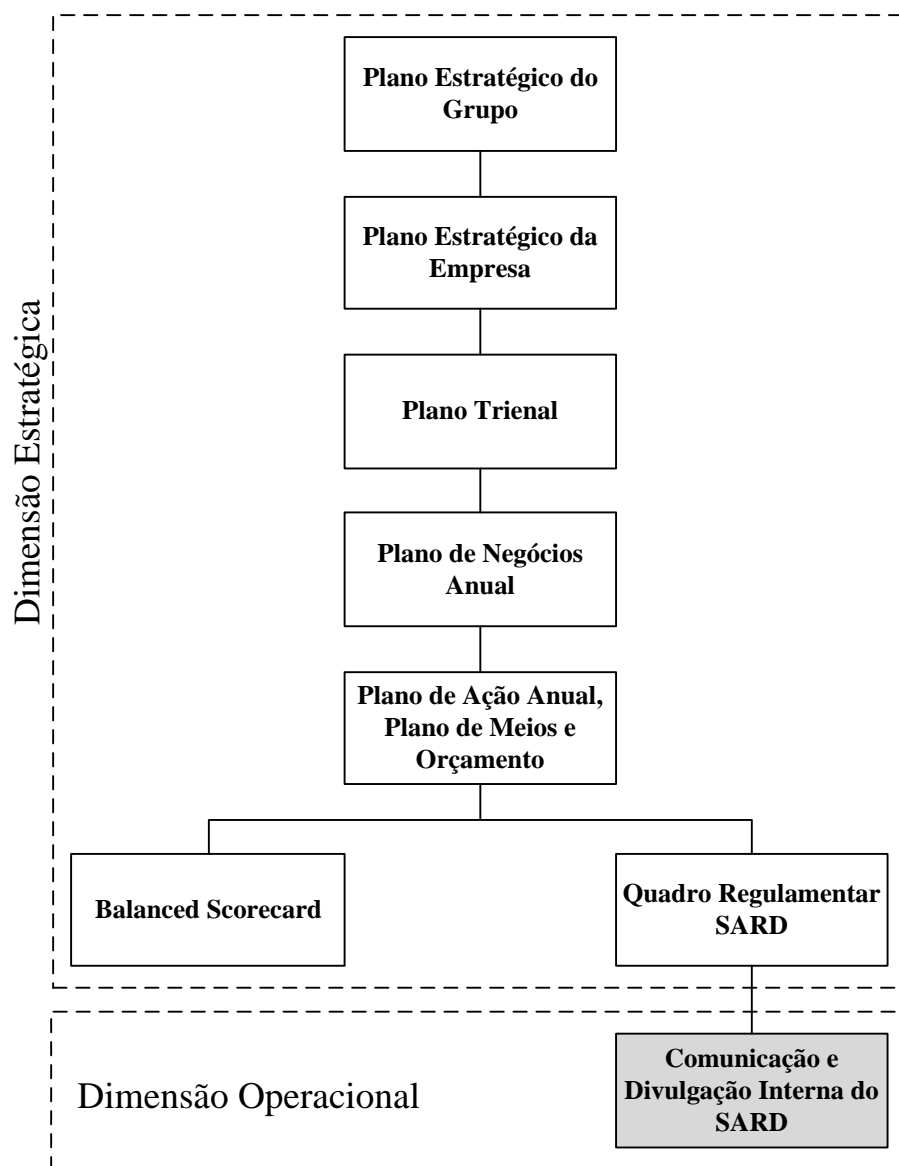 Plano Estratégico do
Grupo
Plano Estratégico da
Empresa
Dimensão Estratégica
Plano Trienal
Plano de Negócios
Anual
Plano de Ação Anual,
Plano de Meios e
Orçamento
Balanced Scorecard
Quadro Regulamentar
SARD
Dimensão Operacional
Comunicação e
Divulgação Interna do
SARD